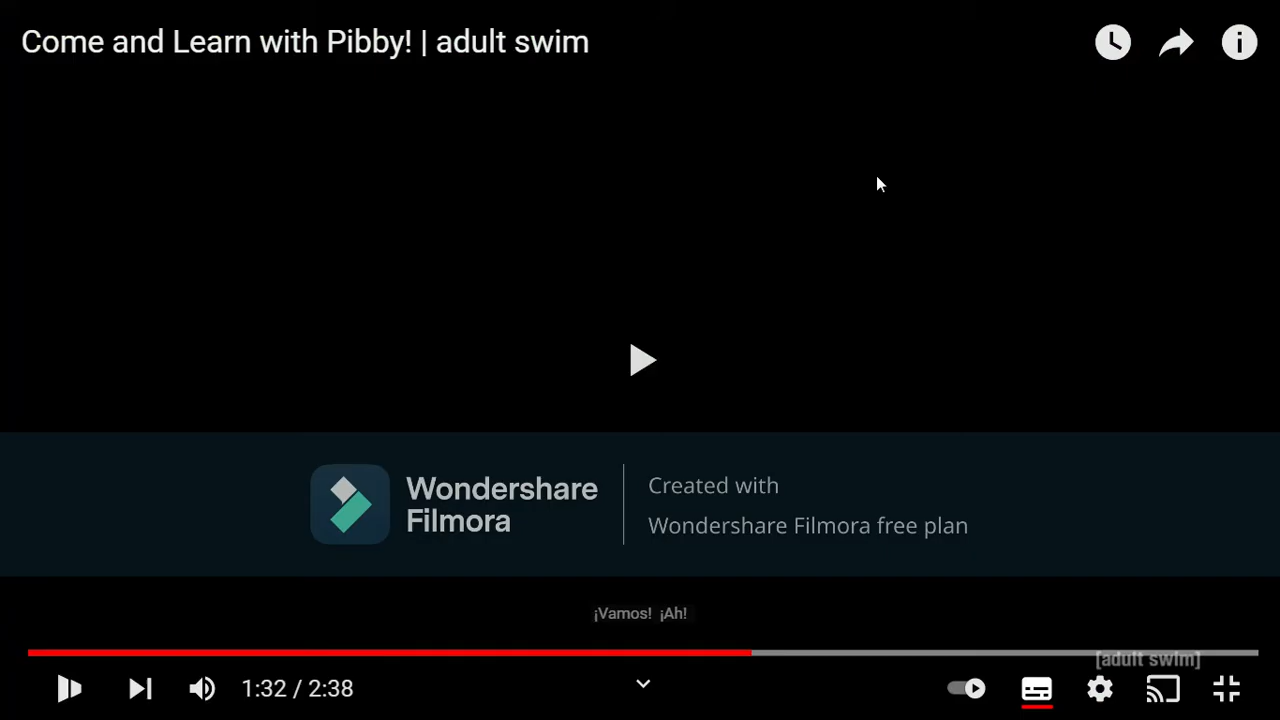 Come and Learn with Pibby! | adult swim
Wondershare
Filmora
Created with
Wondershare Filmora free plan
¡Vamos! ¡Ah!
[adult swim]
1:32 / 2:38